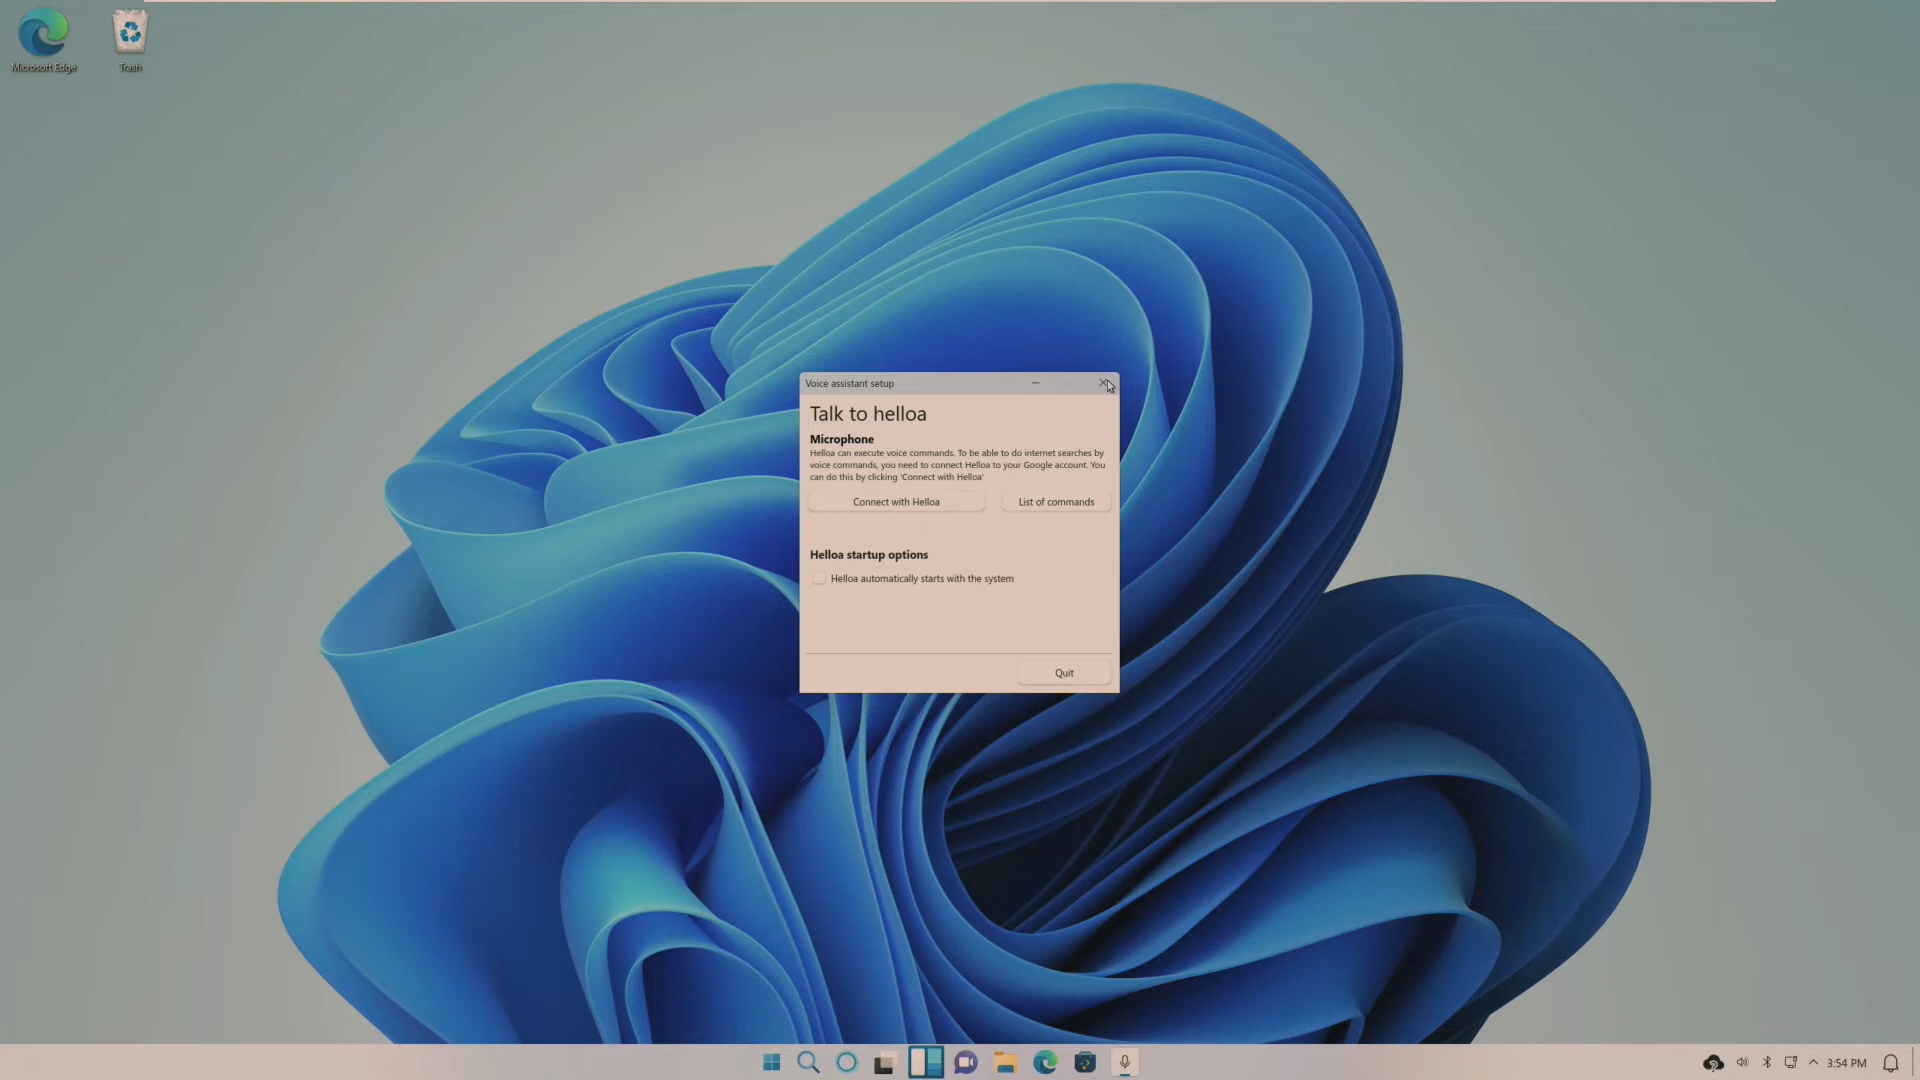 Microsoft Edge
Trash
Voice assistant setup
Talk to helloa
Microphone
Helloa can execute voice commands. To be able to do internet searches by
voice commands, you need to connect Helloa to your Google account. You
can do this by clicking 'Connect with Helloa'
Connect with Helloa
List of commands
Helloa startup options
Helloa automatically starts with the system
Quit
3:54 PM